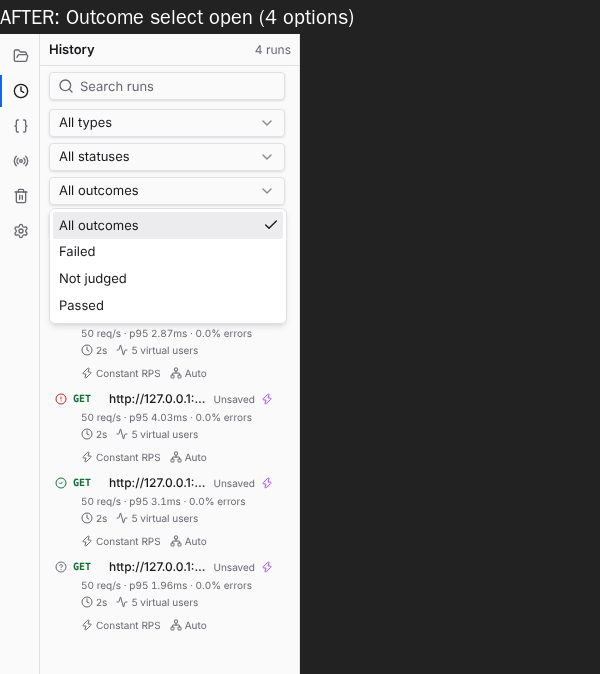 AFTER: Outcome select open (4 options)
History 4 runs
Search runs
All types
All statuses
All outcomes
All outcomes
Failed
Not judged
Passed
50 req/s · p95 2.87ms · 0.0% errors
2s 5 virtual users
Constant RPS Auto
GET http://127.0.0.1:... Unsaved
50 req/s · p95 4.03ms · 0.0% errors
2s 5 virtual users
Constant RPS Auto
GET http://127.0.0.1:... Unsaved
50 req/s · p95 3.1ms · 0.0% errors
2s 5 virtual users
Constant RPS Auto
GET http://127.0.0.1:... Unsaved
50 req/s · p95 1.96ms · 0.0% errors
2s 5 virtual users
Constant RPS Auto